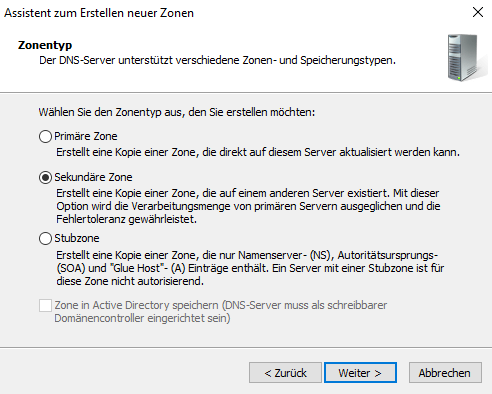 Assistent zum Erstellen neuer Zonen
Zonentyp
Der DNS-Server unterstützt verschiedene Zonen- und Speicherungstypen.
Wählen Sie den Zonentyp aus, den Sie erstellen möchten:
Primäre Zone
Erstellt eine Kopie einer Zone, die direkt auf diesem Server aktualisiert werden kann.
Sekundäre Zone
Erstellt eine Kopie einer Zone, die auf einem anderen Server existiert. Mit dieser
Option wird die Verarbeitungsmenge von primären Servern ausgeglichen und die
Fehlertoleranz gewährleistet.
Stubzone
Erstellt eine Kopie einer Zone, die nur Namenserver- (NS), Autoritätsursprungs-
(SOA) und "Glue Host"- (A) Einträge enthält. Ein Server mit einer Stubzone ist für
diese Zone nicht autorisierend.
Zone in Active Directory speichern (DNS-Server muss als schreibbarer
Domänencontroller eingerichtet sein)
< Zurück
Weiter >
Abbrechen